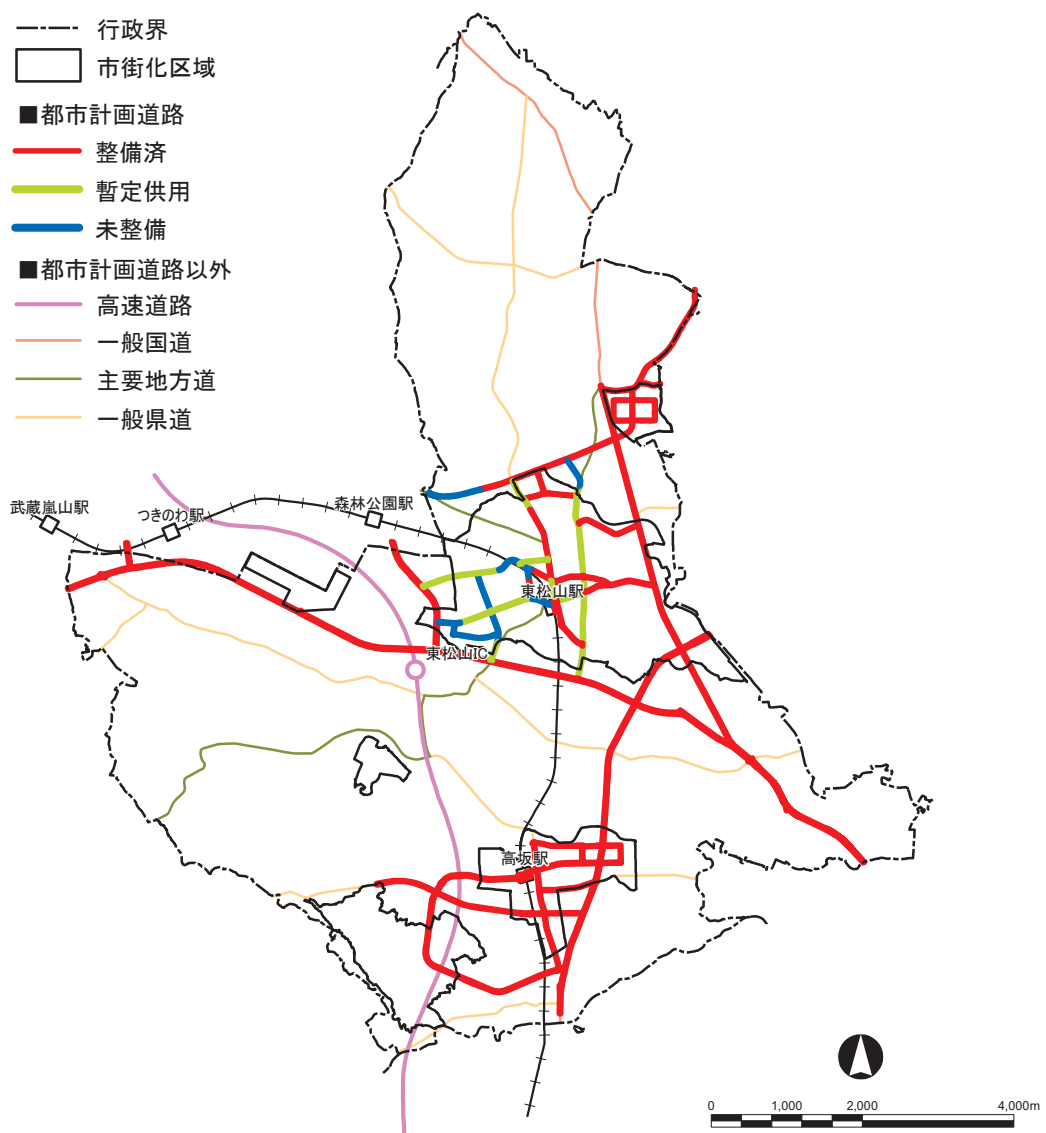 行政界
市街化区域
■都市計画道路
整備済
暫定供用
未整備
■都市計画道路以外
高速道路
一般国道
主要地方道
一般県道
武蔵嵐山駅
つきのわ駅
森林公園駅
東松山駅
東松山IC
高坂駅
0 1,000 2,000 4,000m